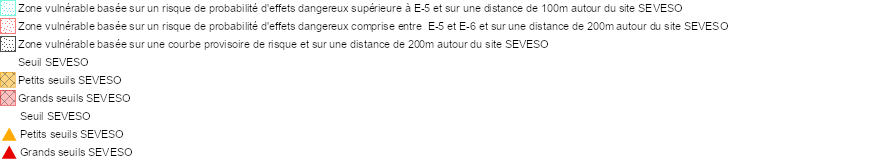 Zone vulnérable basée sur un risque de probabilité d'effets dangereux supérieure à E-5 et sur une distance de 100m autour du site SEVESO
Zone vulnérable basée sur un risque de probabilité d'effets dangereux comprise entre  E-5 et E-6 et sur une distance de 200m autour du site SEVESO
Zone vulnérable basée sur une courbe provisoire de risque et sur une distance de 200m autour du site SEVESO
Seuil SEVESO
Petits seuils SEVESO
Grands seuils SEVESO
Seuil SEVESO
Petits seuils SEVESO
Grands seuils SEVESO